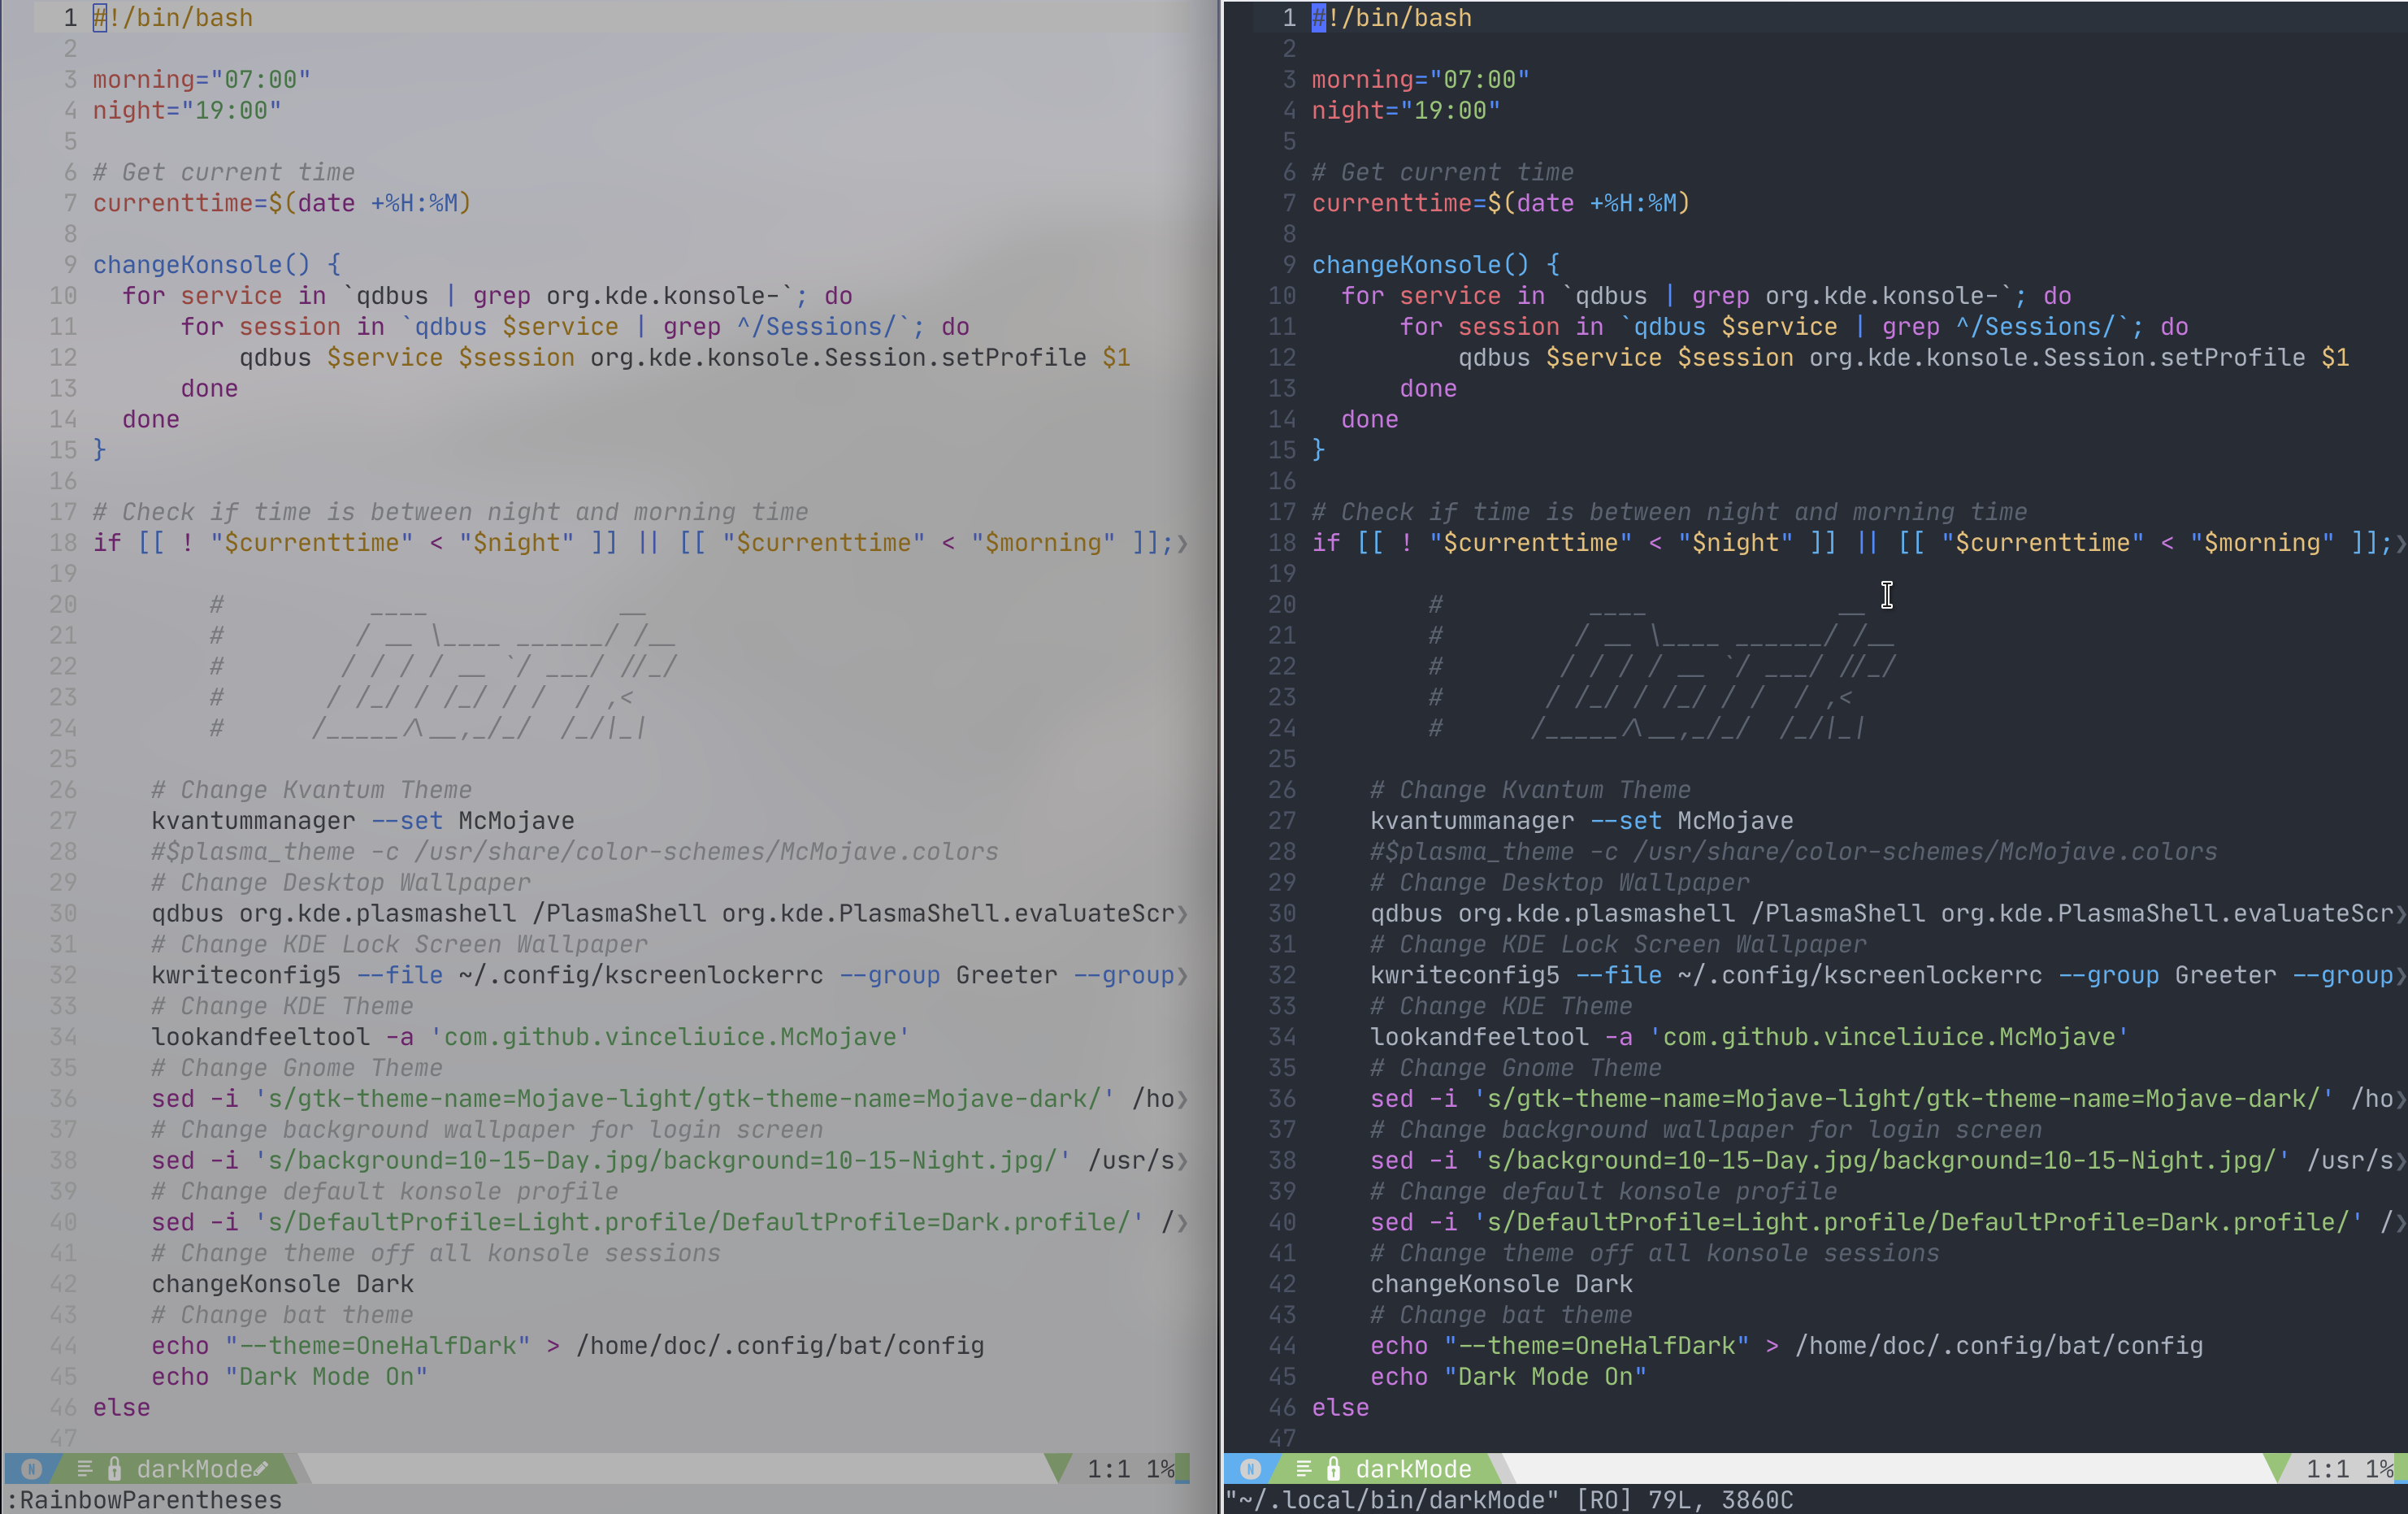 1 #!/bin/bash
2
3 morning="07:00"
4 night="19:00"
5
6 # Get current time
7 currenttime=$(date +%H:%M)
8
9 changeKonsole() {
10   for service in `qdbus | grep org.kde.konsole-`; do
11       for session in `qdbus $service | grep ^/Sessions/`; do
12           qdbus $service $session org.kde.konsole.Session.setProfile $1
13       done
14   done
15 }
16
17 # Check if time is between night and morning time
18 if [[ ! "$currenttime" < "$night" ]] || [[ "$currenttime" < "$morning" ]];❯
19
20         #          ____             __
21         #         / __ \____ ______/ /__
22         #        / / / / __ `/ ___/ //_/
23         #       / /_/ / /_/ / /  / ,<
24         #      /_____/\__,_/_/  /_/|_|
25
26     # Change Kvantum Theme
27     kvantummanager --set McMojave
28     #$plasma_theme -c /usr/share/color-schemes/McMojave.colors
29     # Change Desktop Wallpaper
30     qdbus org.kde.plasmashell /PlasmaShell org.kde.PlasmaShell.evaluateScr❯
31     # Change KDE Lock Screen Wallpaper
32     kwriteconfig5 --file ~/.config/kscreenlockerrc --group Greeter --group❯
33     # Change KDE Theme
34     lookandfeeltool -a 'com.github.vinceliuice.McMojave'
35     # Change Gnome Theme
36     sed -i 's/gtk-theme-name=Mojave-light/gtk-theme-name=Mojave-dark/' /ho❯
37     # Change background wallpaper for login screen
38     sed -i 's/background=10-15-Day.jpg/background=10-15-Night.jpg/' /usr/s❯
39     # Change default konsole profile
40     sed -i 's/DefaultProfile=Light.profile/DefaultProfile=Dark.profile/' /❯
41     # Change theme off all konsole sessions
42     changeKonsole Dark
43     # Change bat theme
44     echo "--theme=OneHalfDark" > /home/doc/.config/bat/config
45     echo "Dark Mode On"
46 else
47
N darkMode 1:1 1%
:RainbowParentheses
1 #!/bin/bash
2
3 morning="07:00"
4 night="19:00"
5
6 # Get current time
7 currenttime=$(date +%H:%M)
8
9 changeKonsole() {
10   for service in `qdbus | grep org.kde.konsole-`; do
11       for session in `qdbus $service | grep ^/Sessions/`; do
12           qdbus $service $session org.kde.konsole.Session.setProfile $1
13       done
14   done
15 }
16
17 # Check if time is between night and morning time
18 if [[ ! "$currenttime" < "$night" ]] || [[ "$currenttime" < "$morning" ]];❯
19
20         #          ____             __
21         #         / __ \____ ______/ /__
22         #        / / / / __ `/ ___/ //_/
23         #       / /_/ / /_/ / /  / ,<
24         #      /_____/\__,_/_/  /_/|_|
25
26     # Change Kvantum Theme
27     kvantummanager --set McMojave
28     #$plasma_theme -c /usr/share/color-schemes/McMojave.colors
29     # Change Desktop Wallpaper
30     qdbus org.kde.plasmashell /PlasmaShell org.kde.PlasmaShell.evaluateScr❯
31     # Change KDE Lock Screen Wallpaper
32     kwriteconfig5 --file ~/.config/kscreenlockerrc --group Greeter --group❯
33     # Change KDE Theme
34     lookandfeeltool -a 'com.github.vinceliuice.McMojave'
35     # Change Gnome Theme
36     sed -i 's/gtk-theme-name=Mojave-light/gtk-theme-name=Mojave-dark/' /ho❯
37     # Change background wallpaper for login screen
38     sed -i 's/background=10-15-Day.jpg/background=10-15-Night.jpg/' /usr/s❯
39     # Change default konsole profile
40     sed -i 's/DefaultProfile=Light.profile/DefaultProfile=Dark.profile/' /❯
41     # Change theme off all konsole sessions
42     changeKonsole Dark
43     # Change bat theme
44     echo "--theme=OneHalfDark" > /home/doc/.config/bat/config
45     echo "Dark Mode On"
46 else
47
N darkMode 1:1 1%
"~/.local/bin/darkMode" [RO] 79L, 3860C